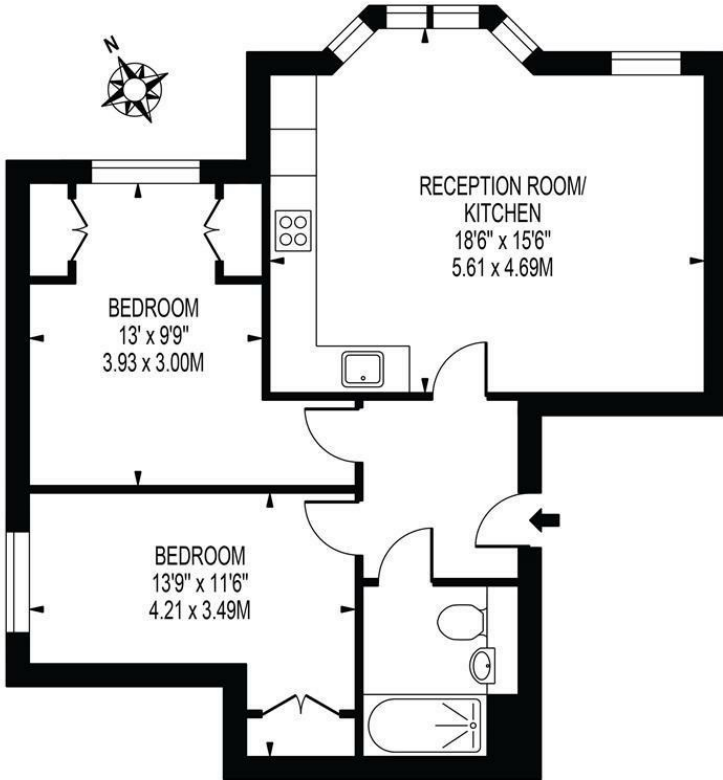 N
RECEPTION ROOM/
KITCHEN
18'6" x 15'6"
5.61 x 4.69M
BEDROOM
13' x 9'9"
3.93 x 3.00M
BEDROOM
13'9" x 11'6"
4.21 x 3.49M